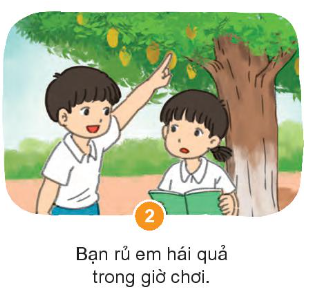 2
Bạn rủ em hái quả
trong giờ chơi.